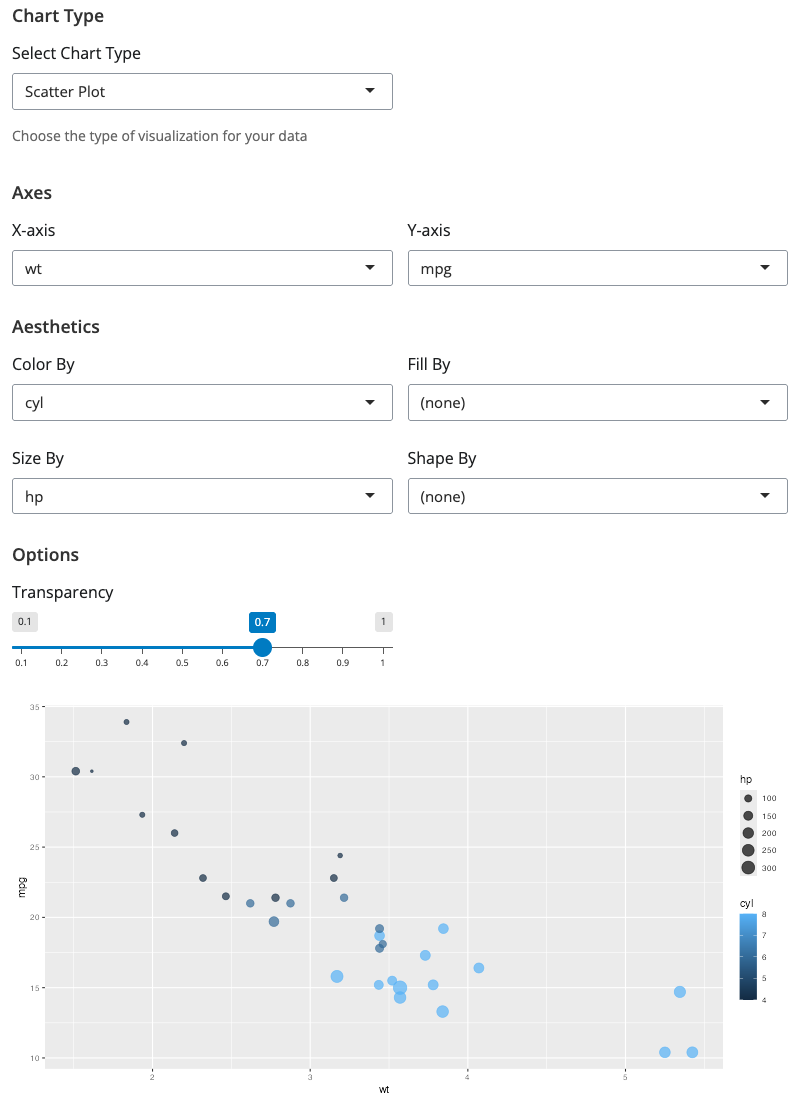 Chart Type
Select Chart Type
Scatter Plot
Choose the type of visualization for your data
Axes
X-axis Y-axis
wt mpg
Aesthetics
Color By Fill By
cyl (none)
Size By Shape By
hp (none)
Options
Transparency
0.1 0.7 1
0.1 0.2 0.3 0.4 0.5 0.6 0.7 0.8 0.9 1
35
30
25
20
15
10
mpg
2 3 4 5
wt
hp
100
150
200
250
300
cyl
8
7
6
5
4